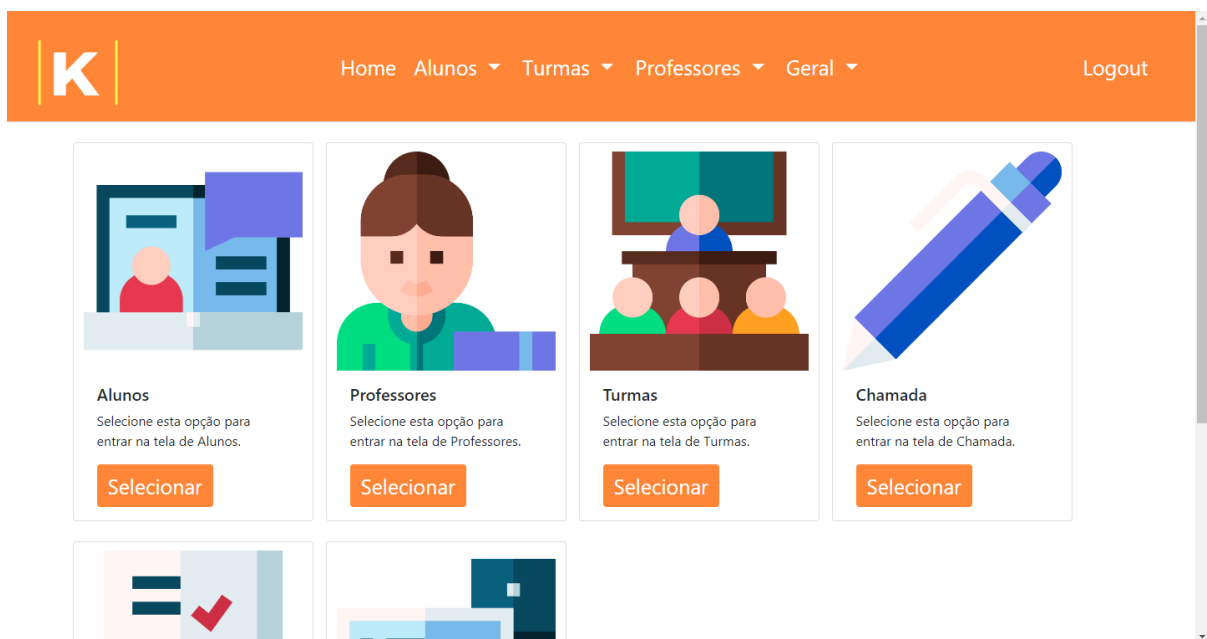 K
Home Alunos Turmas Professores Geral Logout
Alunos
Selecione esta opção para
entrar na tela de Alunos.
Selecionar
Professores
Selecione esta opção para
entrar na tela de Professores.
Selecionar
Turmas
Selecione esta opção para
entrar na tela de Turmas.
Selecionar
Chamada
Selecione esta opção para
entrar na tela de Chamada.
Selecionar